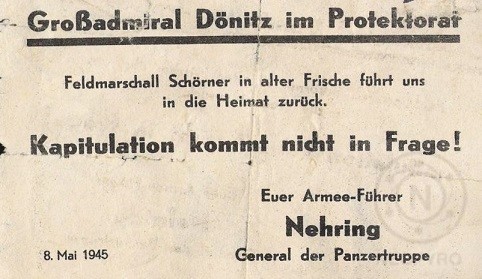 Großadmiral Dönitz im Protektorat
Feldmarschall Schörner in alter Frische führt uns
in die Heimat zurück.
Kapitulation kommt nicht in Frage!
Euer Armee-Führer
Nehring
8. Mai 1945 General der Panzertruppe
N